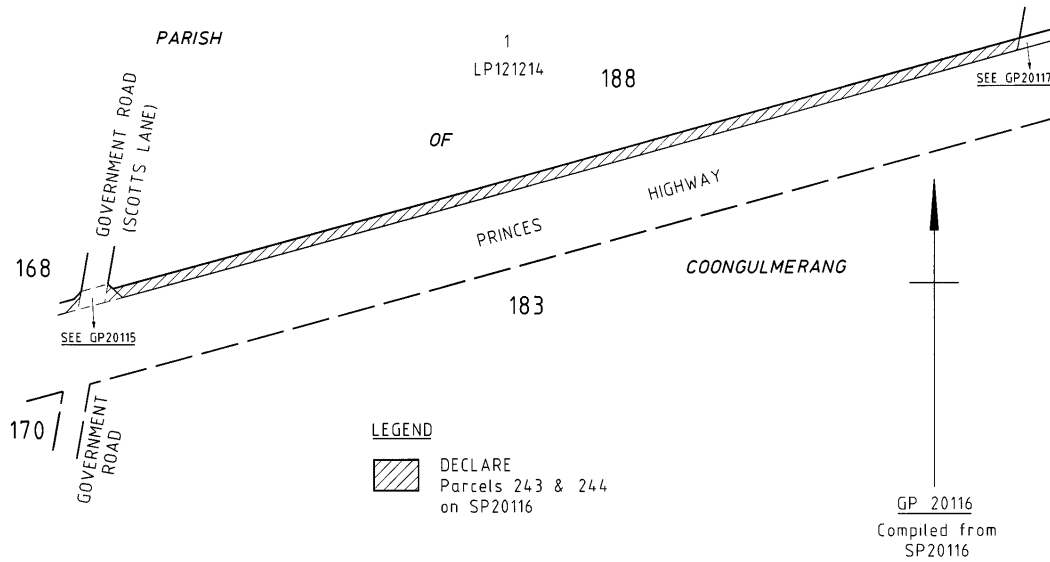 PARISH
1
LP121214
188
SEE GP20117
OF
GOVERNMENT ROAD
(SCOTTS LANE)
HIGHWAY
PRINCES
168
COONGULMERANG
183
SEE GP20115
170
GOVERNMENT
ROAD
LEGEND
DECLARE
Parcels 243 & 244
on SP20116
GP 20116
Compiled from
SP20116